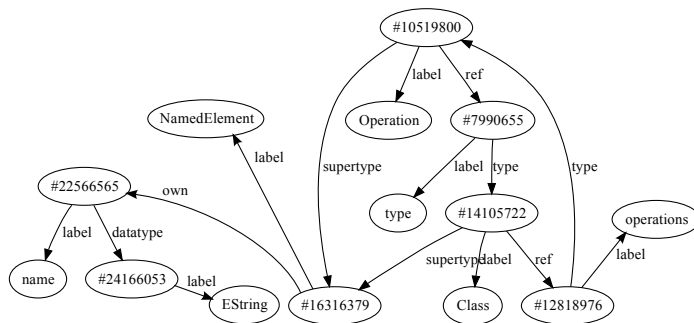 #10519800
label
ref
NamedElement
Operation
#7990655
label
supertype
label
type
type
#22566565
own
label
datatype
type
#14105722
operations
supertype
label
ref
label
name
#24166053
label
EString
#16316379
Class
#12818976